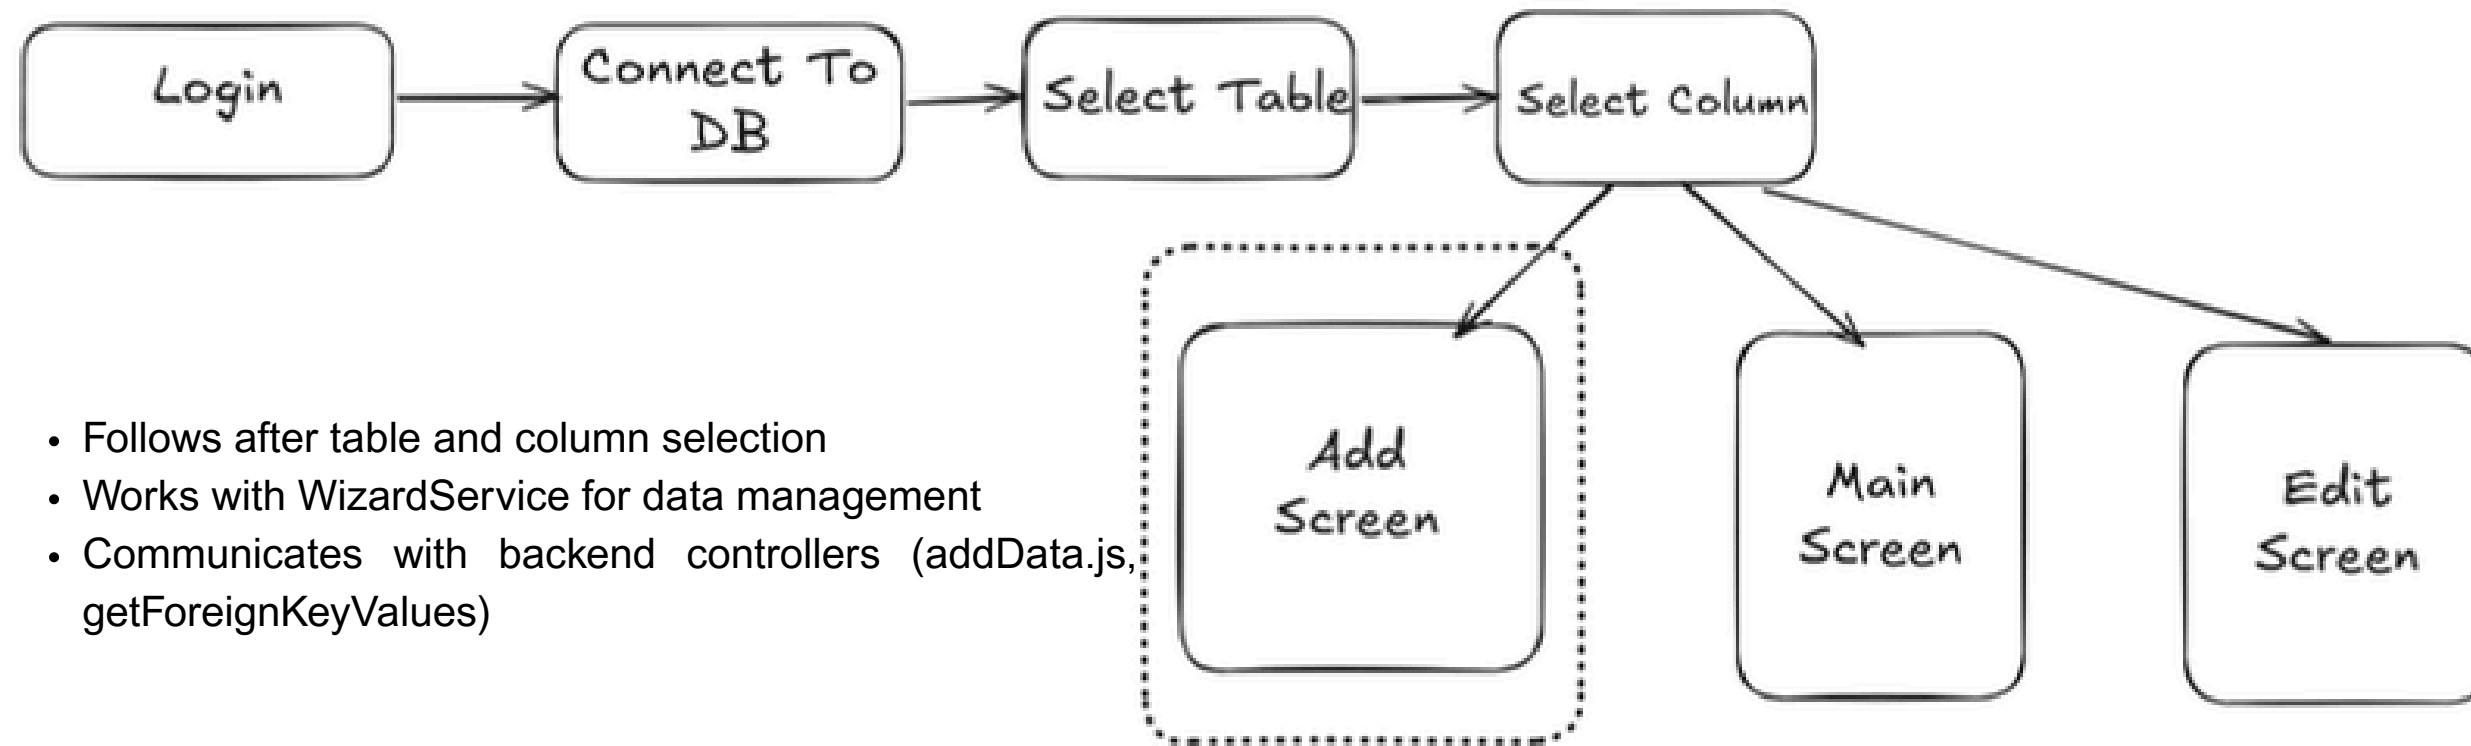 Login
Connect To
DB
Select Table
Select Column
• Follows after table and column selection
• Works with WizardService for data management
• Communicates with backend controllers (addData.js,
getForeignKeyValues)
Add
Screen
Main
Screen
Edit
Screen